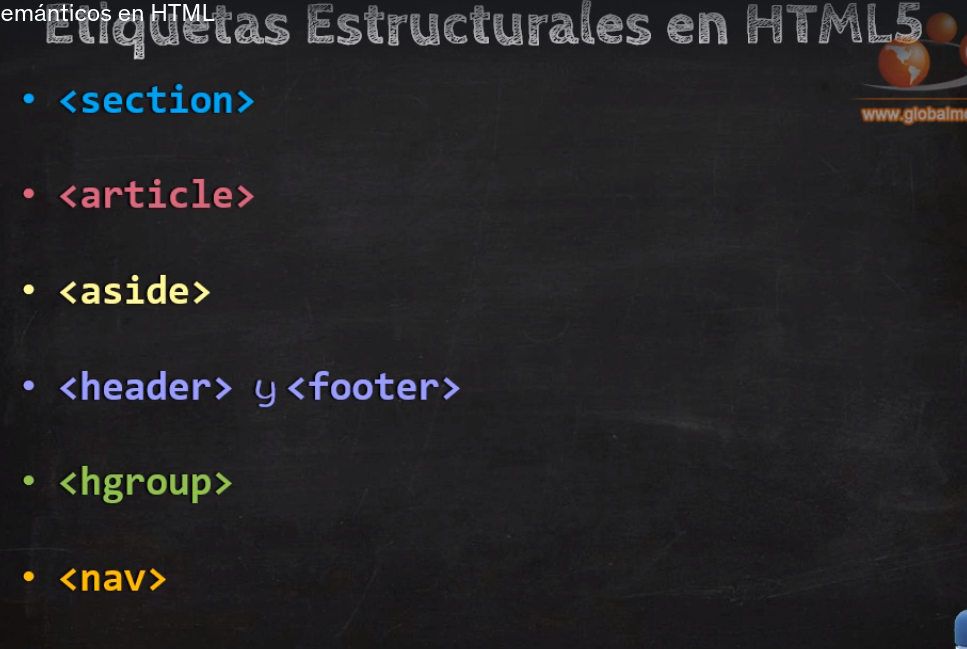 emánticos en HTML
Etiquetas Estructurales en HTML5
www.globalme
• <section>
• <article>
• <aside>
• <header> y <footer>
• <hgroup>
• <nav>